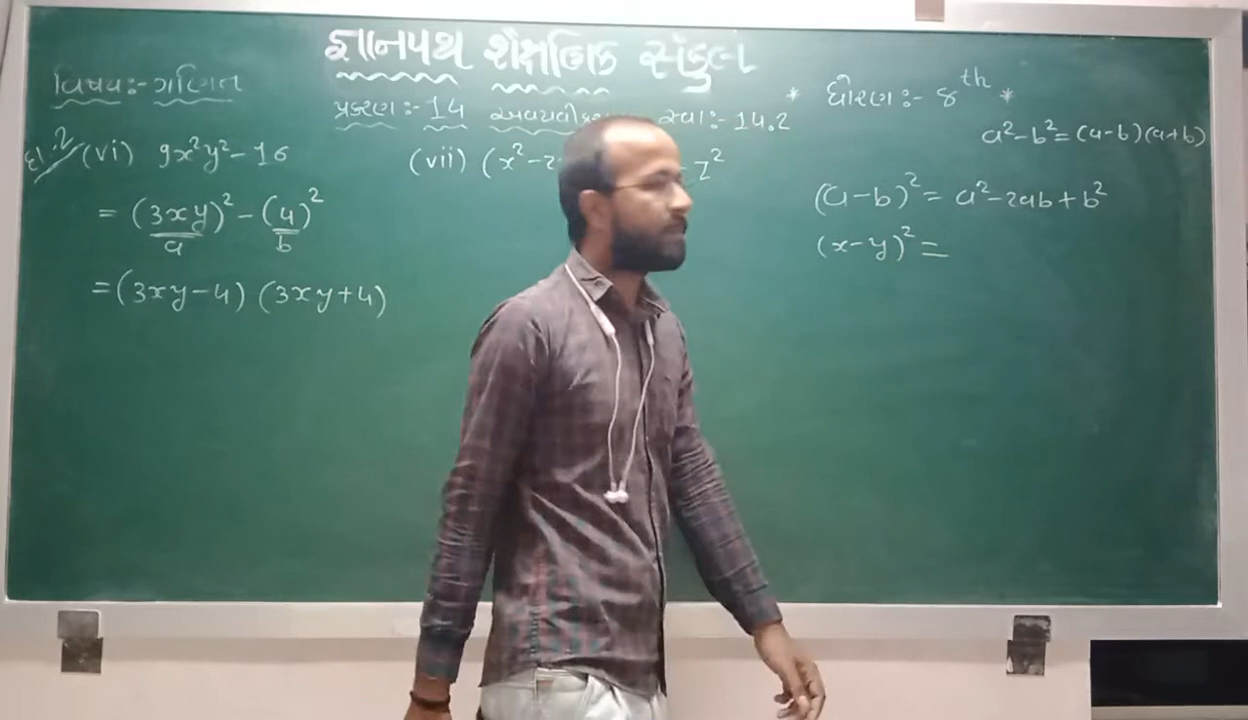 જ્ઞાનપથ શૈક્ષણિક સંકુલ
વિષય:- ગણિત
* ધોરણ:- 8th *
પ્રકરણ:- 14 સ્વા:- 14.2
a²-b²=(a-b)(a+b)
દા.2 (vi) 9x²y²-16
= (3xy)² - (4)²
a b
=(3xy-4) (3xy+4)
(vii) (x²-2 z²
(a-b)² = a²-2ab+b²
(x-y)² =